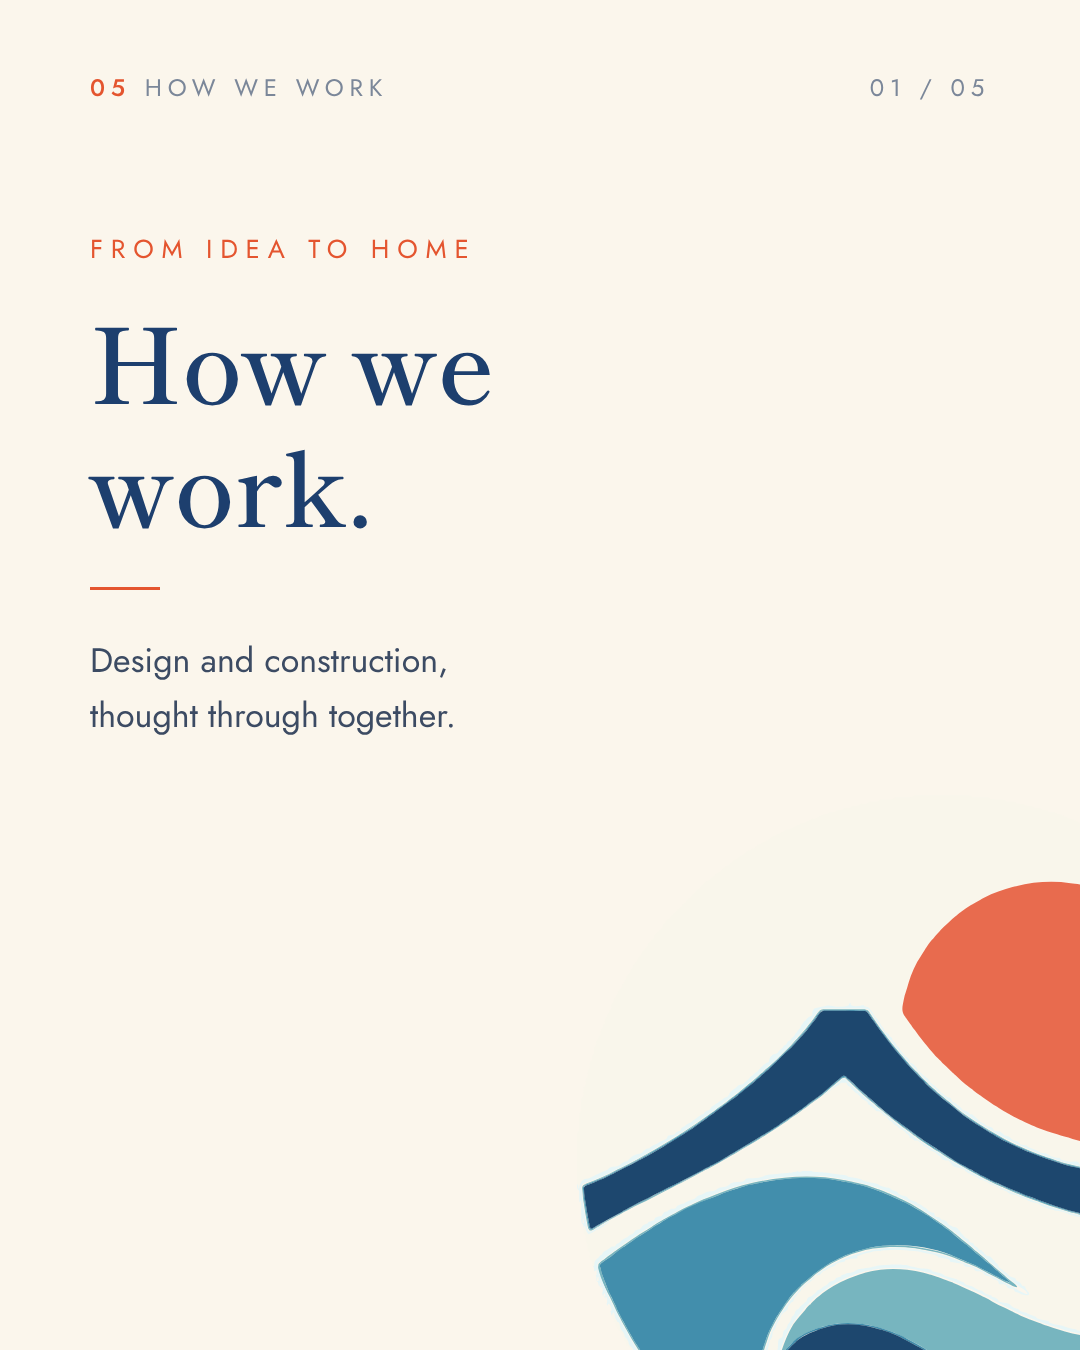 05 HOW WE WORK
01 / 05
FROM IDEA TO HOME
How we
work.
Design and construction,
thought through together.